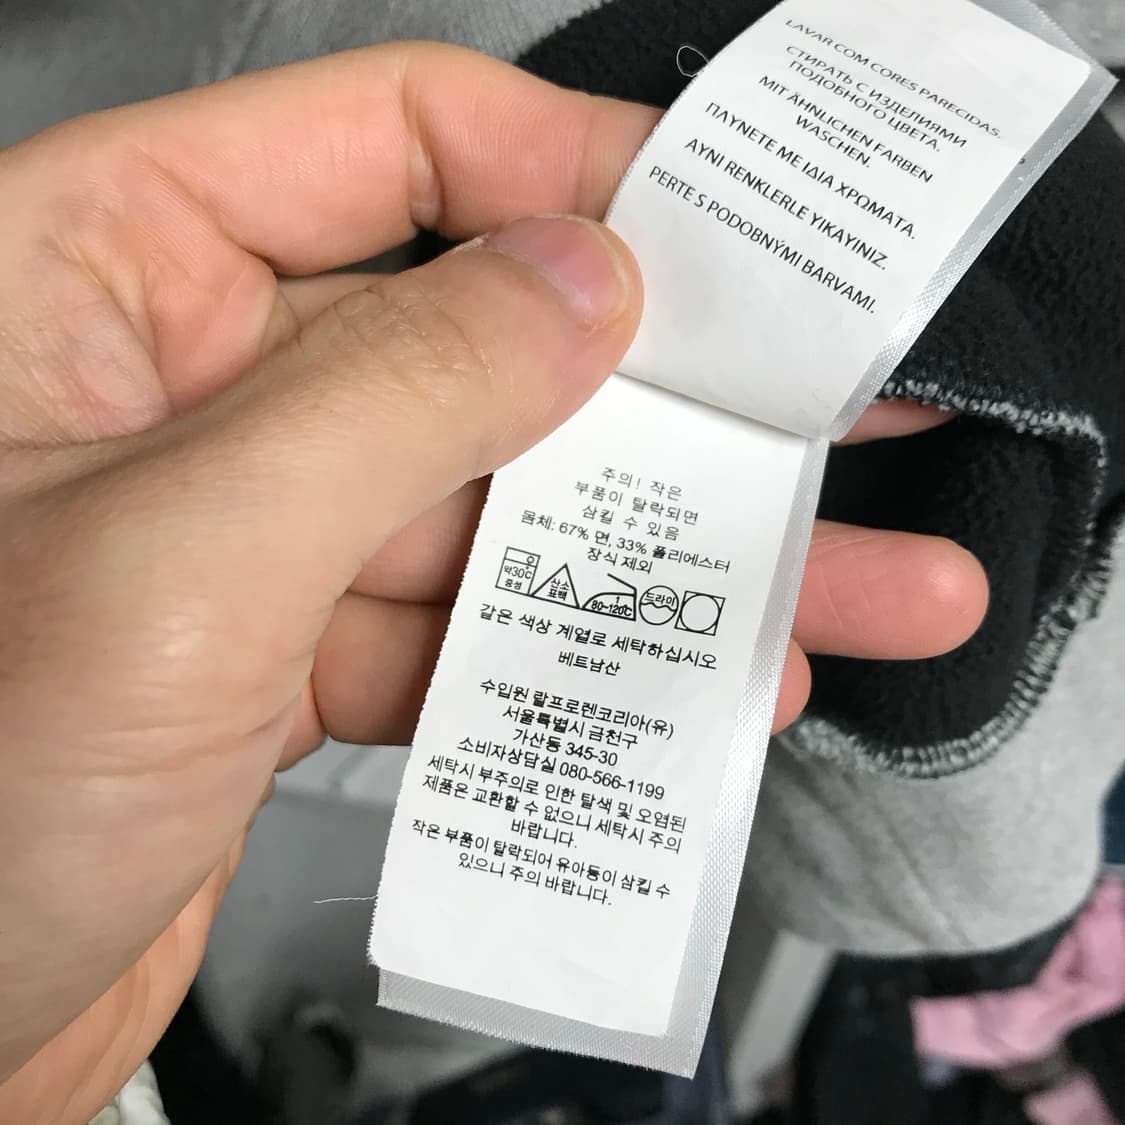 LAVAR COM CORES PARECIDAS.
СТИРАТЬ С ИЗДЕЛИЯМИ
ПОДОБНОГО ЦВЕТА.
MIT ÄHNLICHEN FARBEN
WASCHEN.
ΠΛΥΝΕΤΕ ΜΕ ΙΔΙΑ ΧΡΩΜΑΤΑ.
AYNI RENKLERLE YIKAYINIZ.
PERTE S PODOBNÝMI BARVAMI.
주의! 작은
부품이 탈락되면
삼킬 수 있음
몸체: 67% 면, 33% 폴리에스터
장식 제외
약30℃
중성
산소
표백
1
80-120℃
드라이
같은 색상 계열로 세탁하십시오
베트남산
수입원 랄프로렌코리아(유)
서울특별시 금천구
가산동 345-30
소비자상담실 080-566-1199
세탁시 부주의로 인한 탈색 및 오염된
제품은 교환할 수 없으니 세탁시 주의
바랍니다.
작은 부품이 탈락되어 유아등이 삼킬 수
있으니 주의 바랍니다.